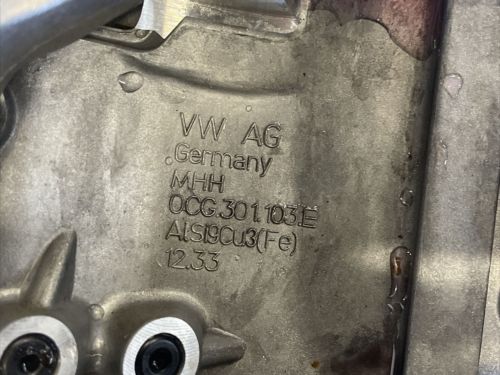 VW AG
.Germany
MHH
0CG.301.103.E
AlSi9Cu3(Fe)
12.33